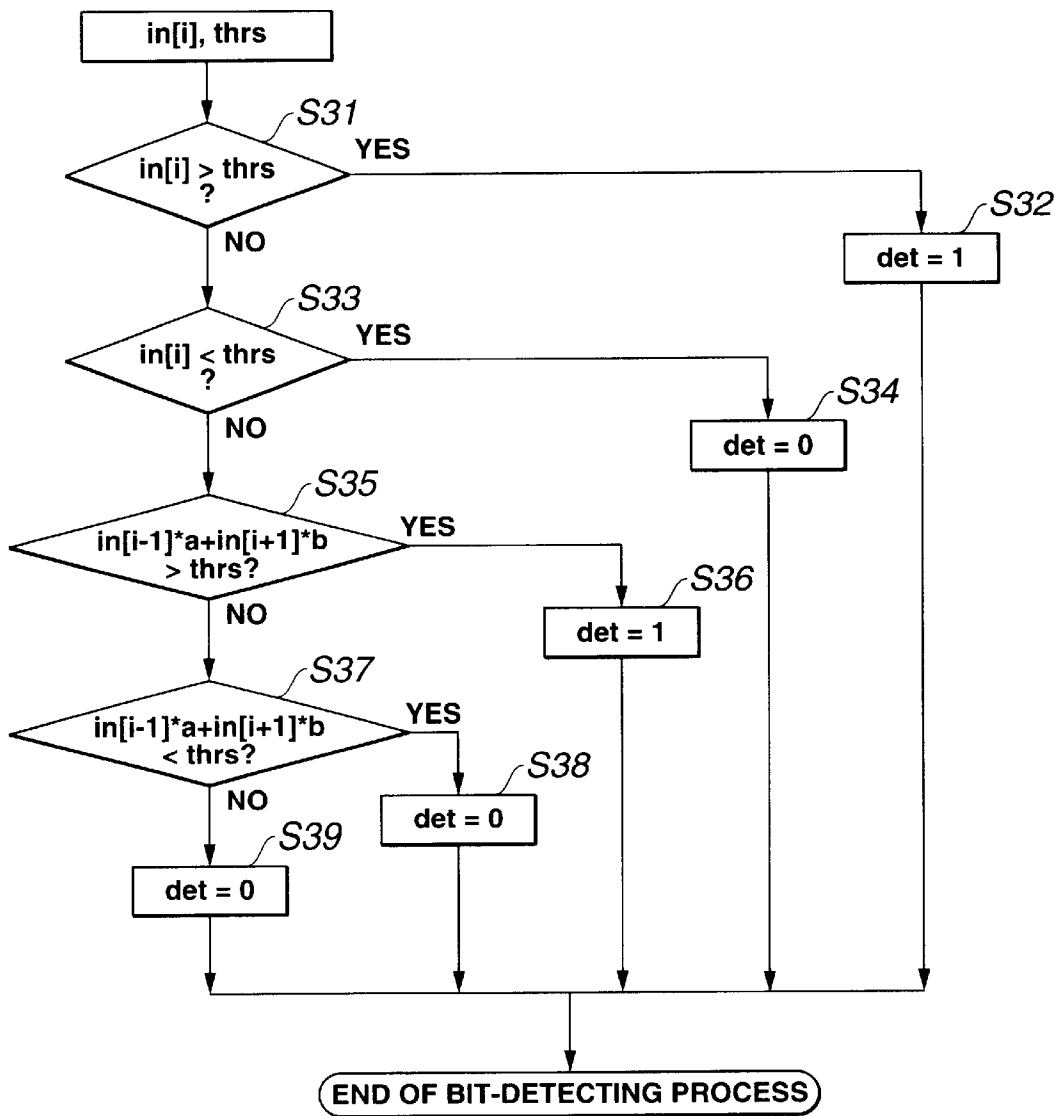 in[i], thrs
S31
in[i] > thrs
?
YES
NO
S32
det = 1
S33
in[i] < thrs
?
YES
NO
S34
det = 0
S35
in[i-1]*a+in[i+1]*b
> thrs?
YES
NO
S36
det = 1
S37
in[i-1]*a+in[i+1]*b
< thrs?
YES
NO
S38
det = 0
S39
det = 0
END OF BIT-DETECTING PROCESS